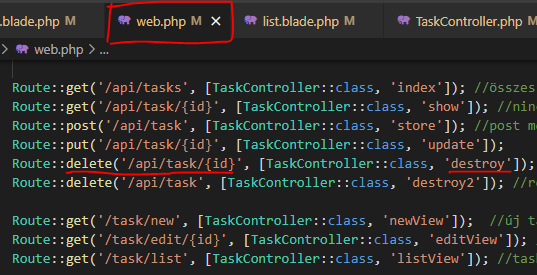 .blade.php M web.php M × list.blade.php M TaskController.php
web.php > ...
Route::get('/api/tasks', [TaskController::class, 'index']); //összes
Route::get('/api/task/{id}', [TaskController::class, 'show']); //nin
Route::post('/api/task', [TaskController::class, 'store']); //post m
Route::put('/api/task/{id}', [TaskController::class, 'update']);
Route::delete('/api/task/{id}', [TaskController::class, 'destroy']);
Route::delete('/api/task', [TaskController::class, 'destroy2']); //r
Route::get('/task/new', [TaskController::class, 'newView']); //új ta
Route::get('/task/edit/{id}', [TaskController::class, 'editView']); /
Route::get('/task/list', [TaskController::class, 'listView']); //tas